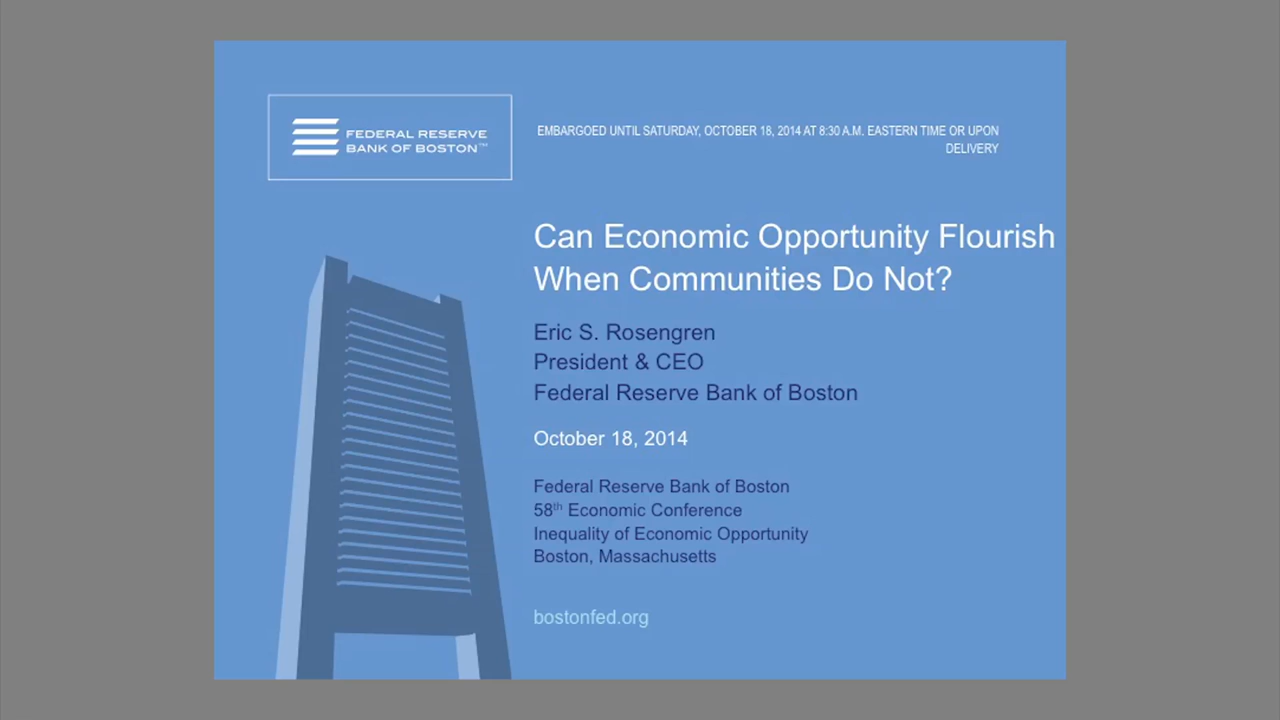 FEDERAL RESERVE
BANK OF BOSTON™
EMBARGOED UNTIL SATURDAY, OCTOBER 18, 2014 AT 8:30 A.M. EASTERN TIME OR UPON
DELIVERY
Can Economic Opportunity Flourish
When Communities Do Not?
Eric S. Rosengren
President & CEO
Federal Reserve Bank of Boston
October 18, 2014
Federal Reserve Bank of Boston
58th Economic Conference
Inequality of Economic Opportunity
Boston, Massachusetts
bostonfed.org